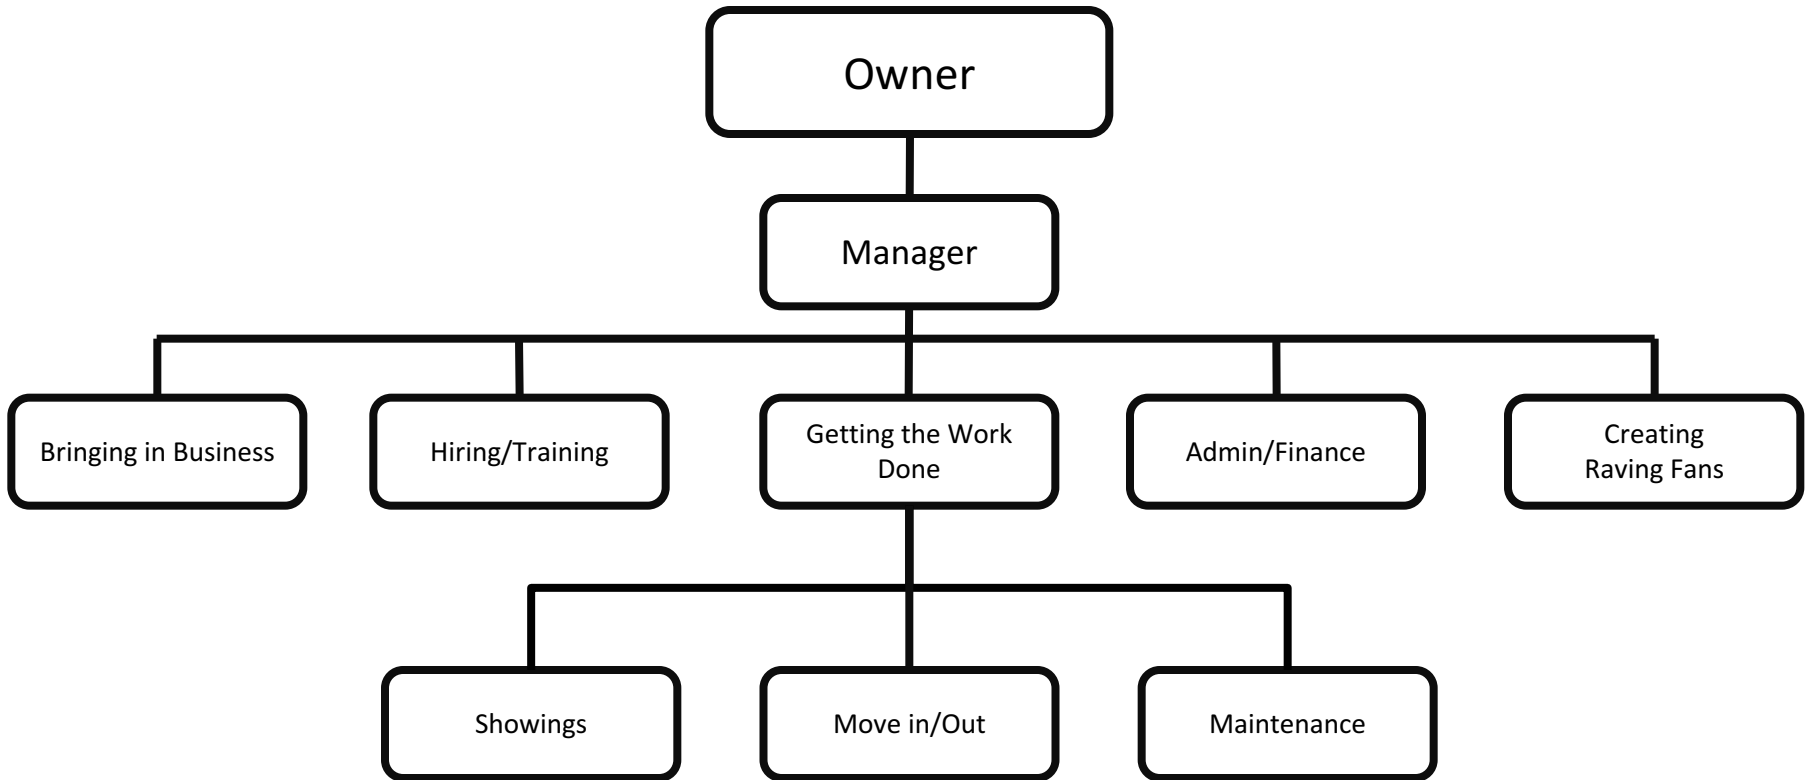 Owner
Manager
Bringing in Business
Hiring/Training
Getting the Work
Done
Admin/Finance
Creating
Raving Fans
Showings
Move in/Out
Maintenance